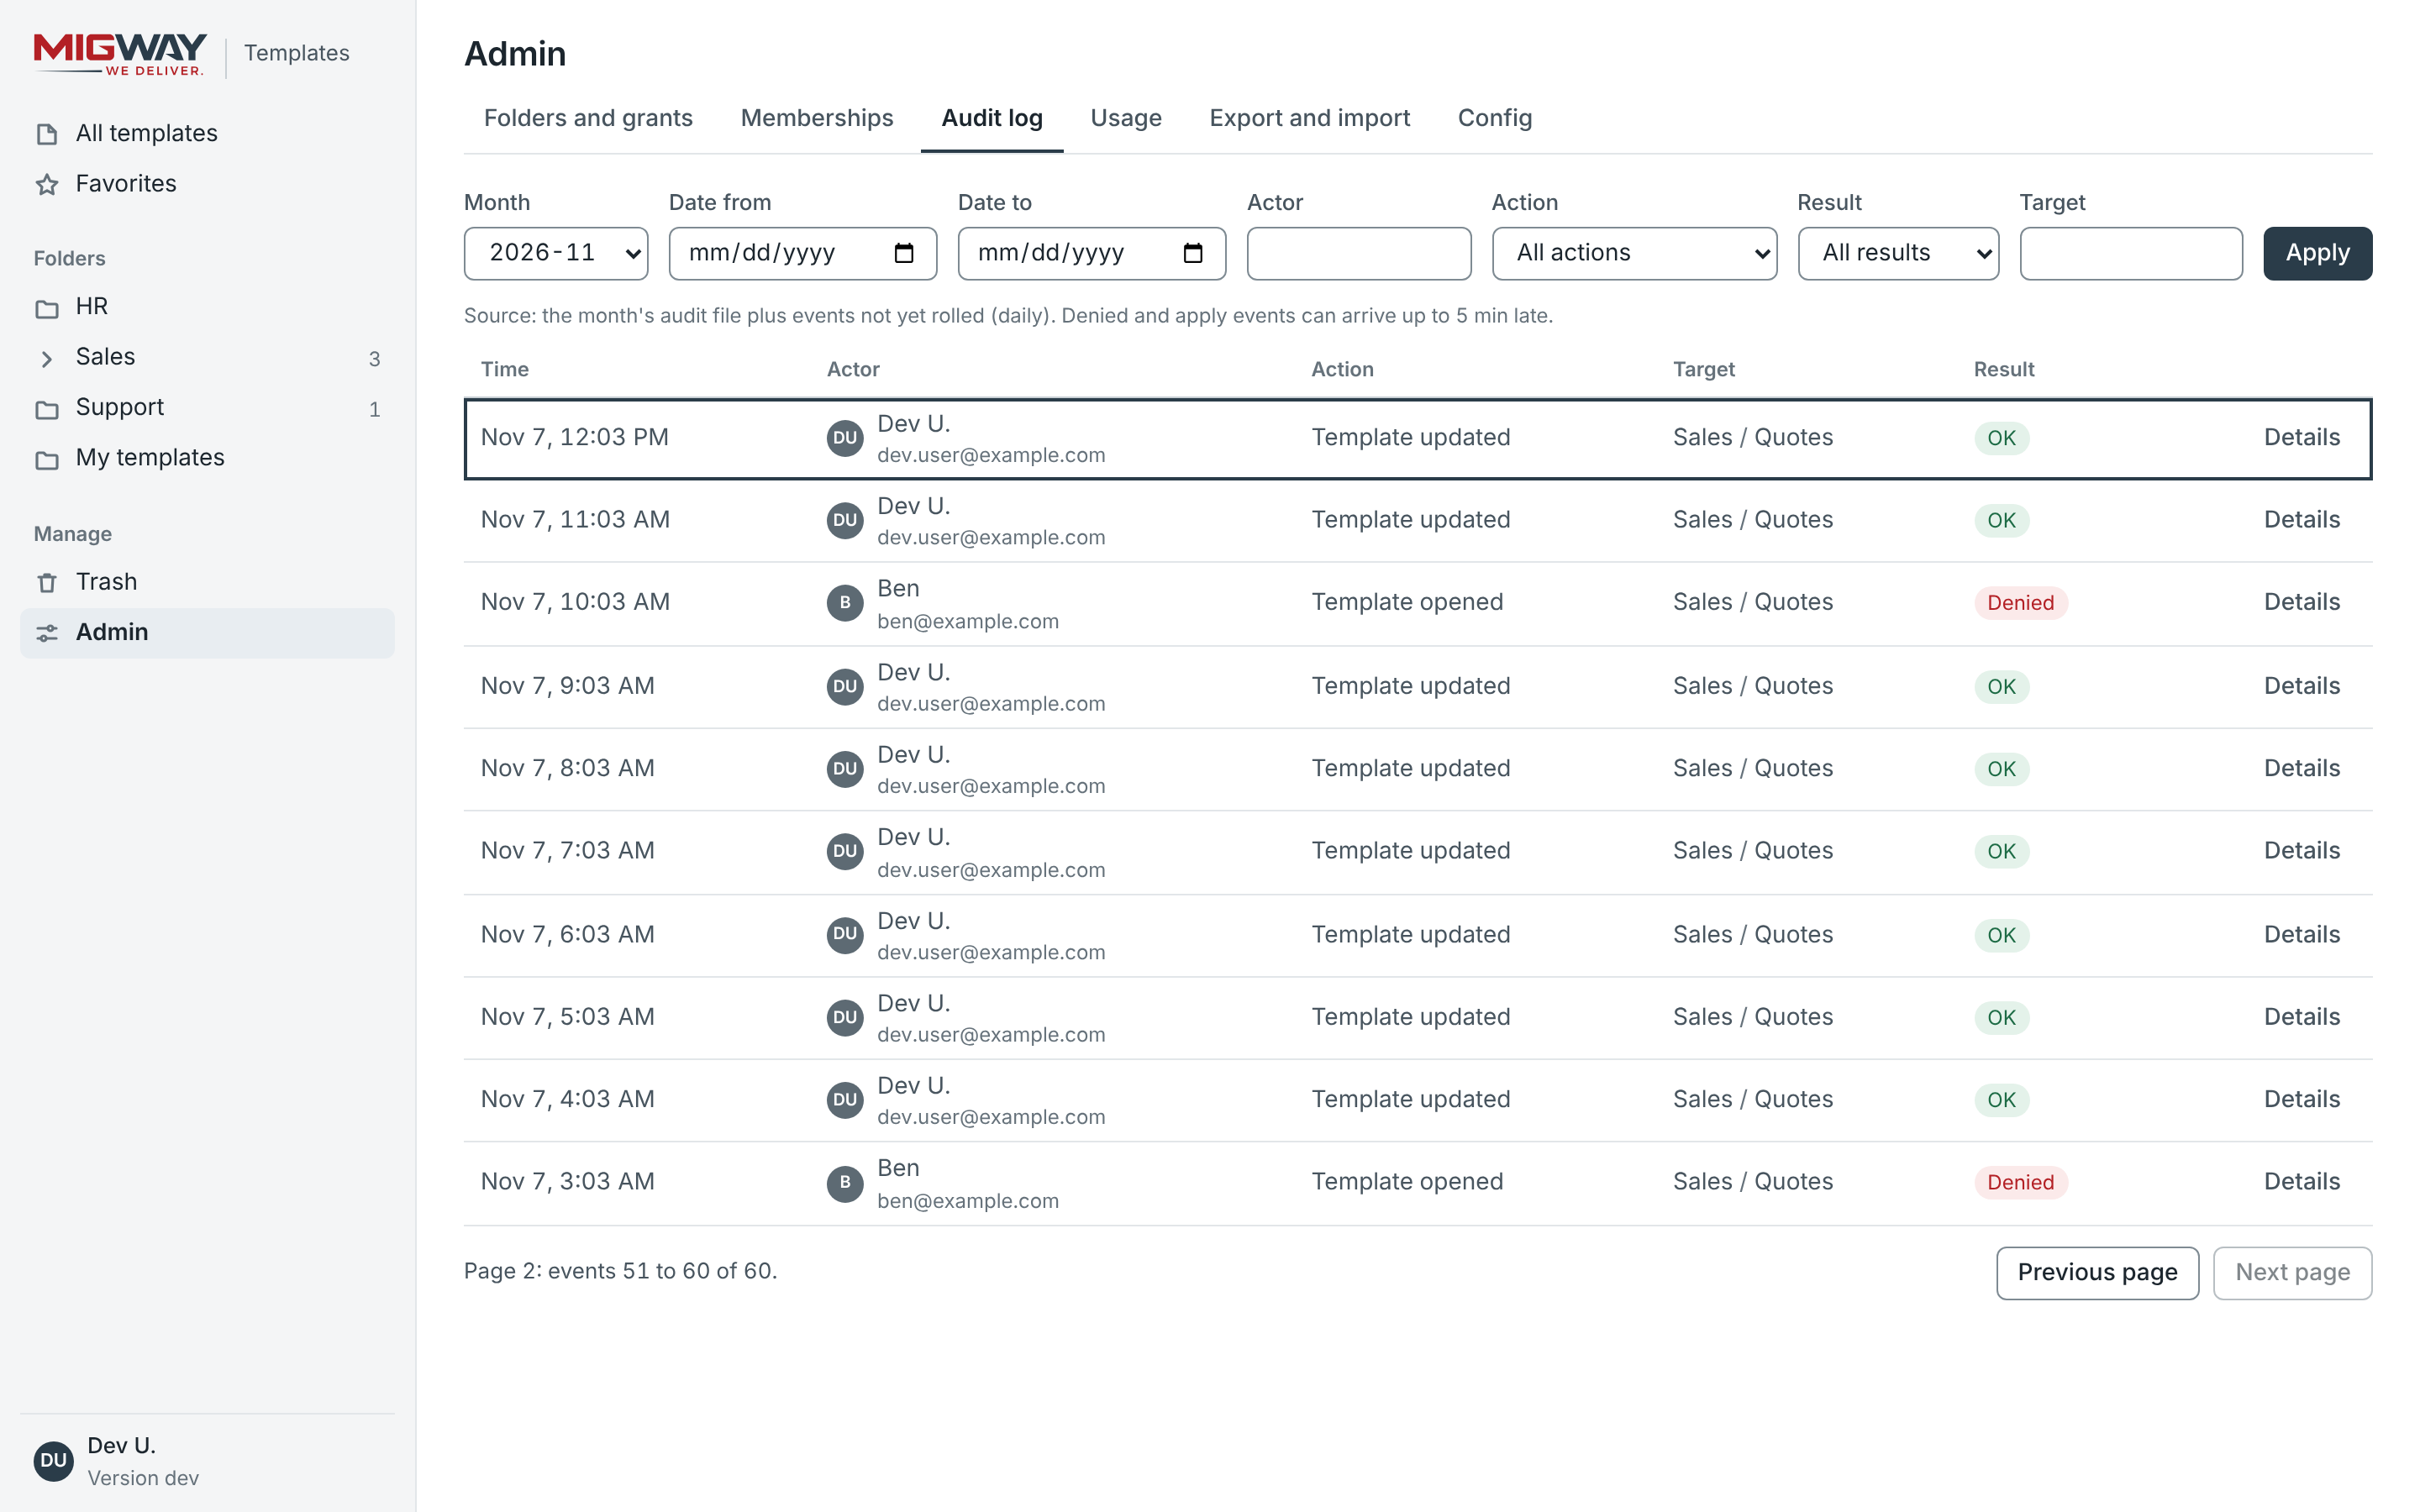 MIGWAY
WE DELIVER.
Templates
All templates
Favorites
Folders
HR
Sales 3
Support 1
My templates
Manage
Trash
Admin
DU
Dev U.
Version dev
Admin
Folders and grants Memberships Audit log Usage Export and import Config
Month Date from Date to Actor Action Result Target
2026-11 mm/dd/yyyy mm/dd/yyyy All actions All results Apply
Source: the month's audit file plus events not yet rolled (daily). Denied and apply events can arrive up to 5 min late.
Time Actor Action Target Result
Nov 7, 12:03 PM DU Dev U. Template updated Sales / Quotes OK Details
dev.user@example.com
Nov 7, 11:03 AM DU Dev U. Template updated Sales / Quotes OK Details
dev.user@example.com
Nov 7, 10:03 AM B Ben Template opened Sales / Quotes Denied Details
ben@example.com
Nov 7, 9:03 AM DU Dev U. Template updated Sales / Quotes OK Details
dev.user@example.com
Nov 7, 8:03 AM DU Dev U. Template updated Sales / Quotes OK Details
dev.user@example.com
Nov 7, 7:03 AM DU Dev U. Template updated Sales / Quotes OK Details
dev.user@example.com
Nov 7, 6:03 AM DU Dev U. Template updated Sales / Quotes OK Details
dev.user@example.com
Nov 7, 5:03 AM DU Dev U. Template updated Sales / Quotes OK Details
dev.user@example.com
Nov 7, 4:03 AM DU Dev U. Template updated Sales / Quotes OK Details
dev.user@example.com
Nov 7, 3:03 AM B Ben Template opened Sales / Quotes Denied Details
ben@example.com
Page 2: events 51 to 60 of 60. Previous page Next page